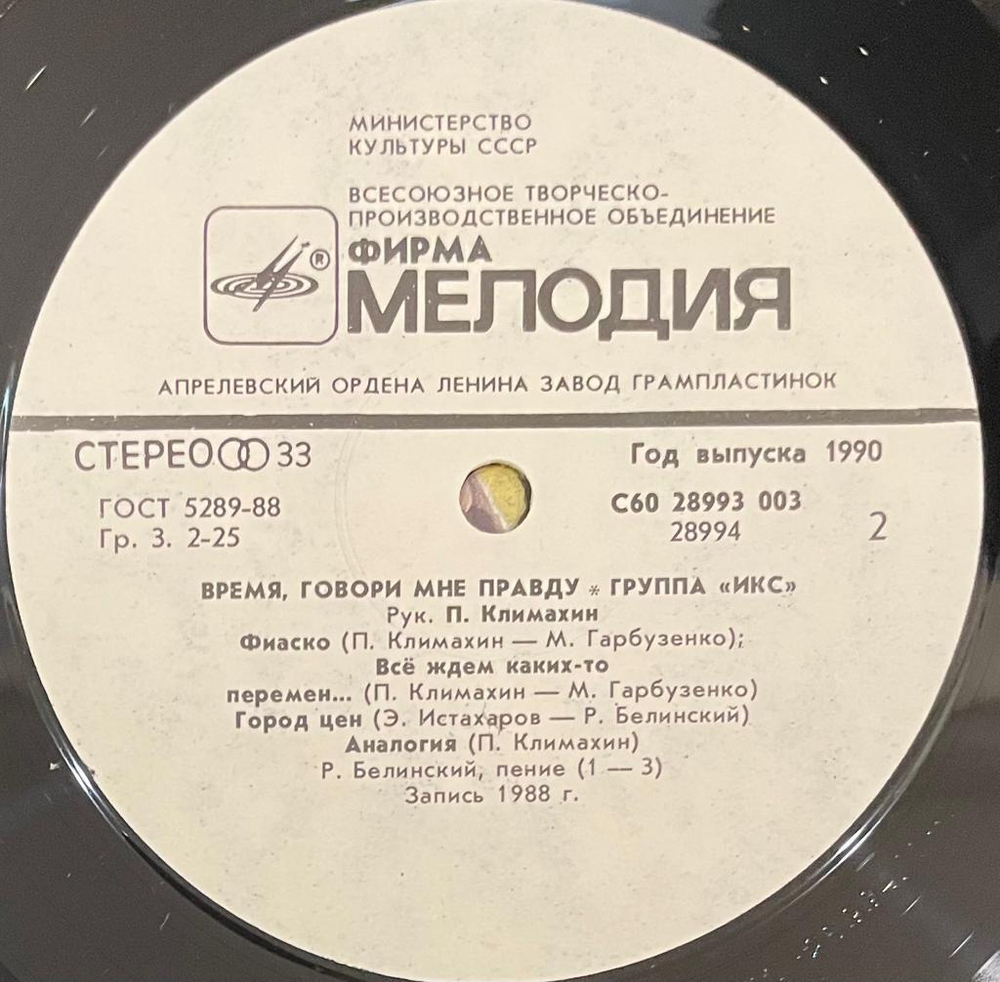 МИНИСТЕРСТВО
КУЛЬТУРЫ СССР
ВСЕСОЮЗНОЕ ТВОРЧЕСКО-
ПРОИЗВОДСТВЕННОЕ ОБЪЕДИНЕНИЕ
®
ФИРМА
МЕЛОДИЯ
АПРЕЛЕВСКИЙ ОРДЕНА ЛЕНИНА ЗАВОД ГРАМПЛАСТИНОК
СТЕРЕО 33
Год выпуска 1990
ГОСТ 5289-88
С60 28993 003
Гр. 3. 2-25
28994
2
ВРЕМЯ, ГОВОРИ МНЕ ПРАВДУ * ГРУППА «ИКС»
Рук. П. Климахин
Фиаско (П. Климахин — М. Гарбузенко);
Всё ждем каких-то
перемен... (П. Климахин — М. Гарбузенко)
Город цен (Э. Истахаров — Р. Белинский)
Аналогия (П. Климахин)
Р. Белинский, пение (1 — 3)
Запись 1988 г.